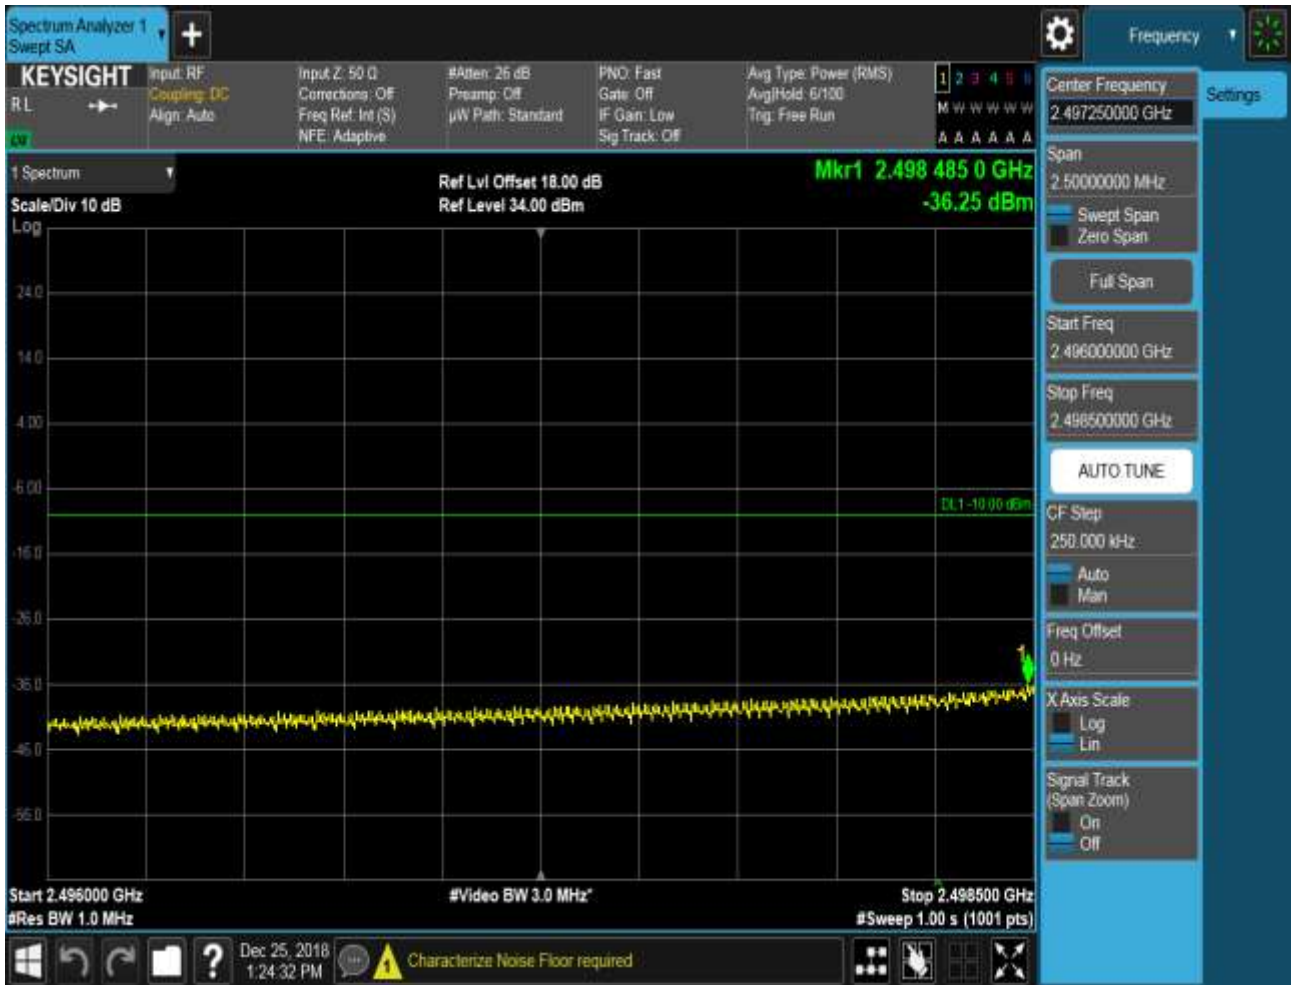 Spectrum Analyzer 1
Swept SA
Frequency
KEYSIGHT
Input: RF
Coupling: DC
Align: Auto
Input Z: 50 Ω
Corrections: Off
Freq Ref: Int (S)
NFE: Adaptive
#Atten: 26 dB
Preamp: Off
µW Path: Standard
PNO: Fast
Gate: Off
IF Gain: Low
Sig Track: Off
Avg Type: Power (RMS)
Avg|Hold: 6/100
Trig: Free Run
1 2 3 4 5 6
M W W W W W
A A A A A A
R L
LXI
Center Frequency
2.497250000 GHz
Settings
Span
2.50000000 MHz
Swept Span
Zero Span
Full Span
Start Freq
2.496000000 GHz
Stop Freq
2.498500000 GHz
AUTO TUNE
CF Step
250.000 kHz
Auto
Man
Freq Offset
0 Hz
X Axis Scale
Log
Lin
Signal Track
(Span Zoom)
On
Off
1 Spectrum
Scale/Div 10 dB
Log
Ref Lvl Offset 18.00 dB
Ref Level 34.00 dBm
Mkr1 2.498 485 0 GHz
-36.25 dBm
24.0
14.0
4.00
-6.00
DL1 -10.00 dBm
-16.0
-26.0
1
-36.0
-46.0
-56.0
Start 2.496000 GHz
#Video BW 3.0 MHz*
Stop 2.498500 GHz
#Res BW 1.0 MHz
#Sweep 1.00 s (1001 pts)
?
Dec 25, 2018
1:24:32 PM
1
Characterize Noise Floor required